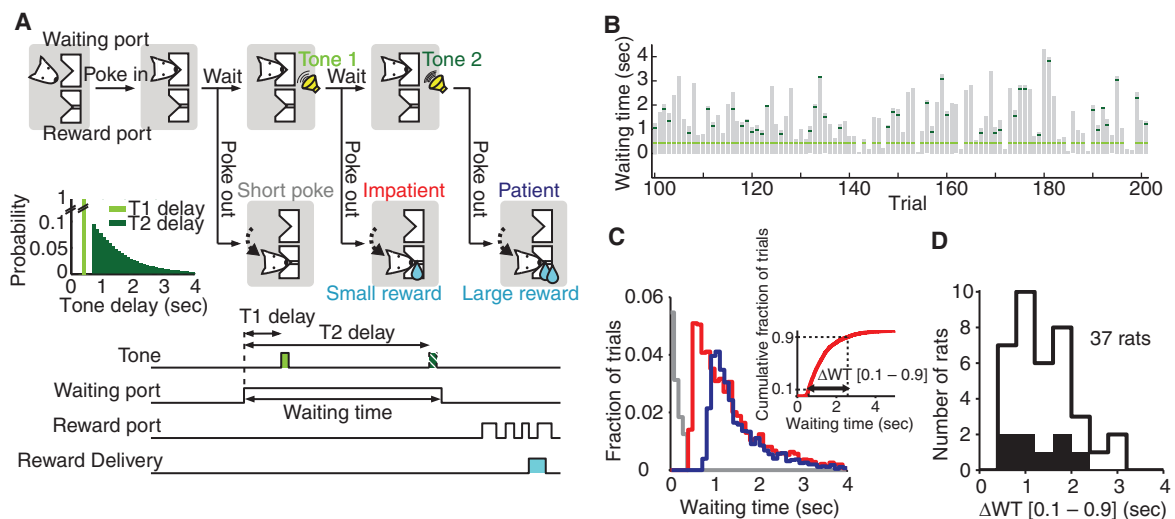 A
Waiting port
Poke in
Reward port
Wait
Tone 1
Wait
Tone 2
Poke out
Poke out
Poke out
Short poke
Impatient
Patient
Small reward
Large reward
Probability
1
0.1
0.05
0
T1 delay
T2 delay
0 1 2 3 4
Tone delay (sec)
T1 delay
T2 delay
Tone
Waiting port
Waiting time
Reward port
Reward Delivery
B
Waiting time (sec)
4
3
2
1
0
100 120 140 160 180 200
Trial
C
Fraction of trials
0.06
0.04
0.02
0
0 1 2 3 4
Waiting time (sec)
Cumulative fraction of trials
0.9
0.1
ΔWT [0.1 – 0.9]
0 2 4
Waiting time (sec)
D
Number of rats
10
8
6
4
2
0
37 rats
0 1 2 3 4
ΔWT [0.1 – 0.9] (sec)